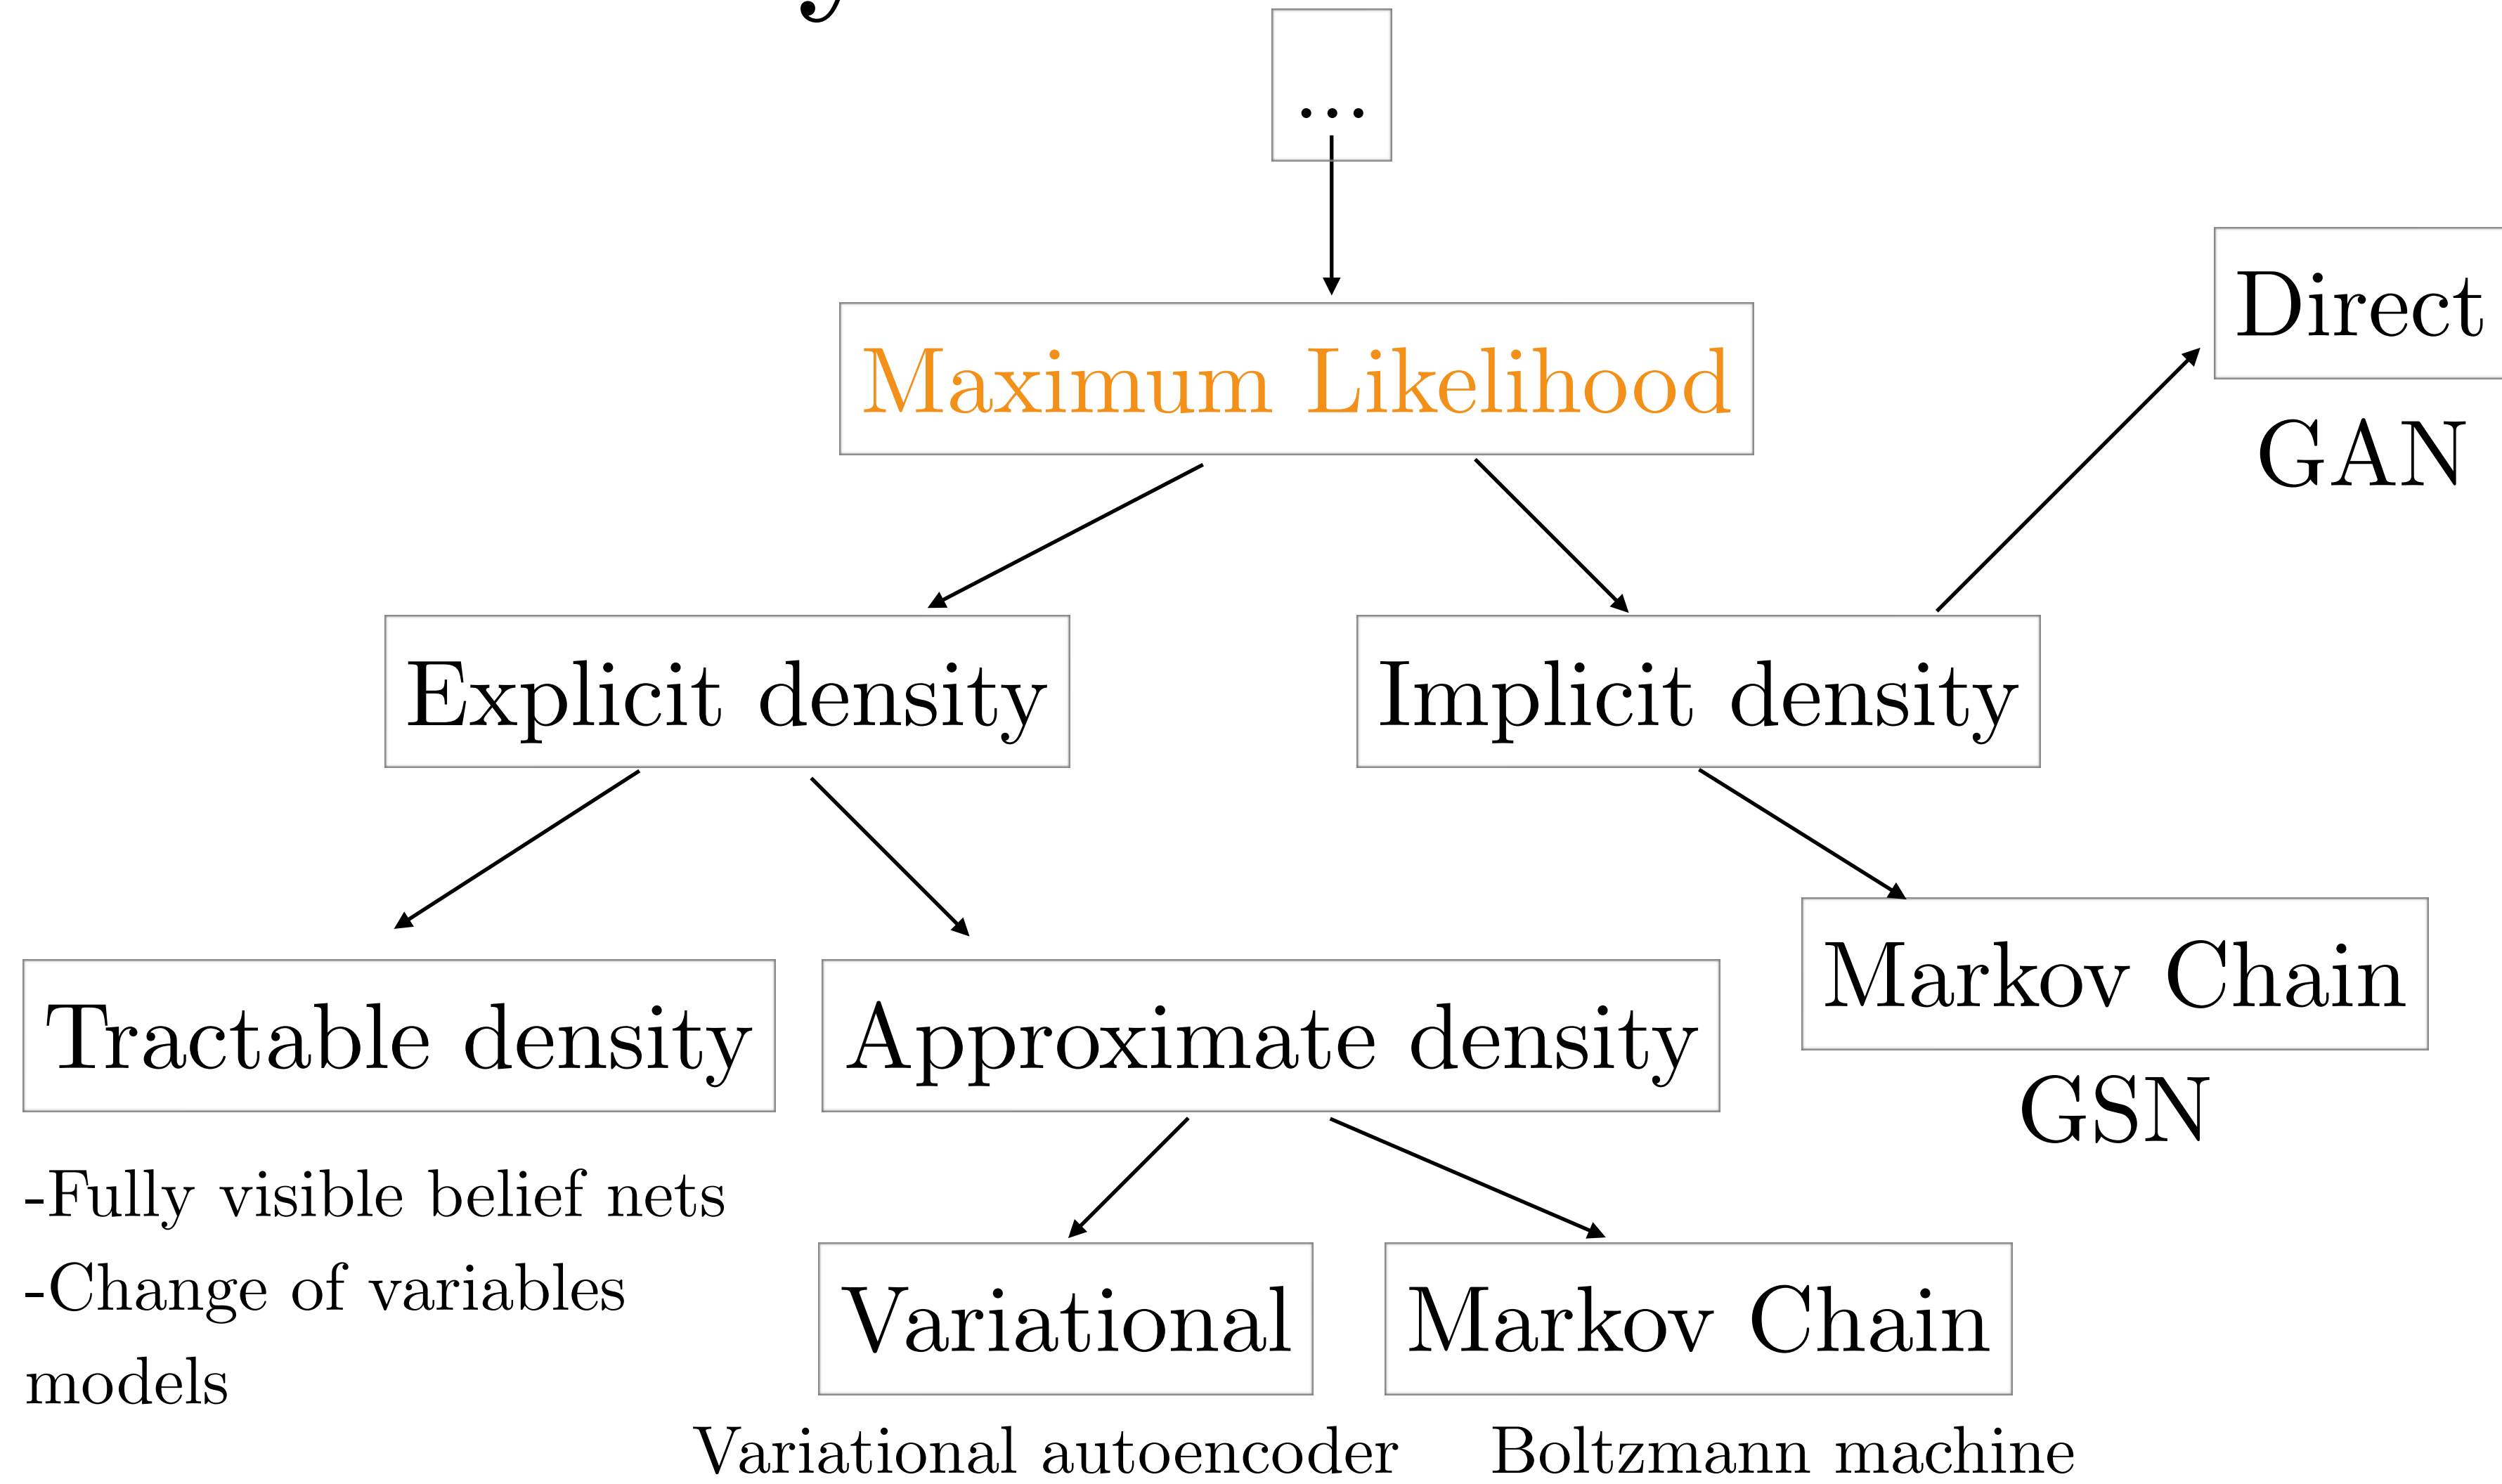 ...
Maximum Likelihood
Direct
GAN
Explicit density
Implicit density
Tractable density
Approximate density
Markov Chain
GSN
-Fully visible belief nets
-Change of variables
models
Variational
Markov Chain
Variational autoencoder
Boltzmann machine